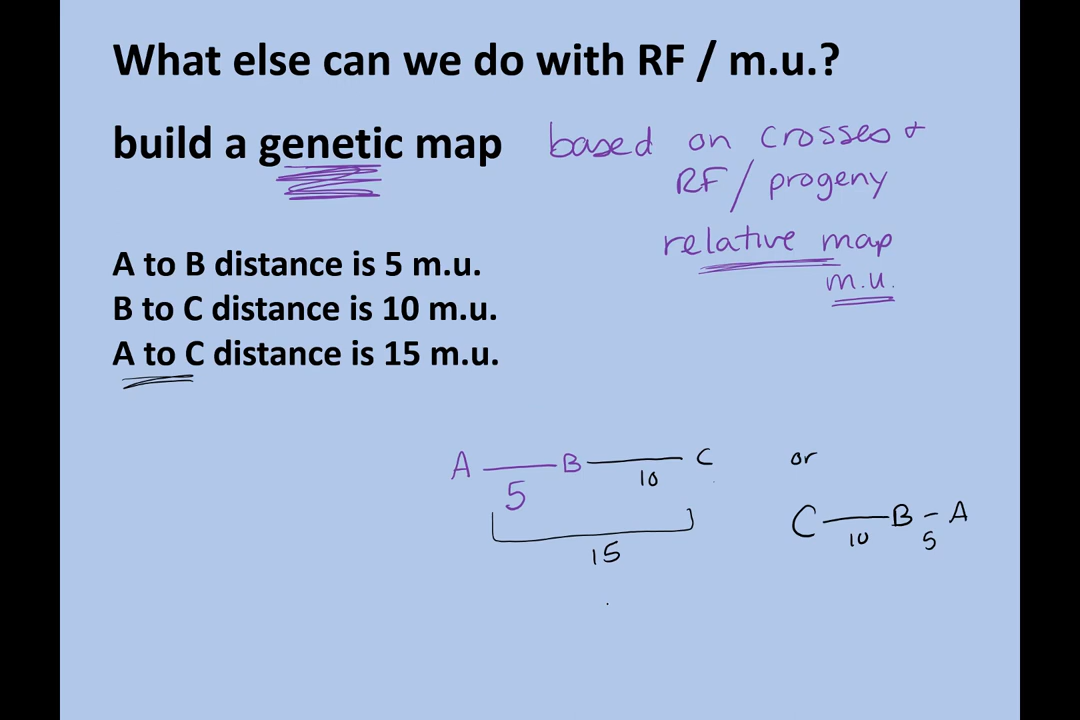 What else can we do with RF / m.u.?
build a genetic map
based on crosses +
RF / progeny
relative map
m.u.
A to B distance is 5 m.u.
B to C distance is 10 m.u.
A to C distance is 15 m.u.
A B C or
5 10
15
C B A
10 5